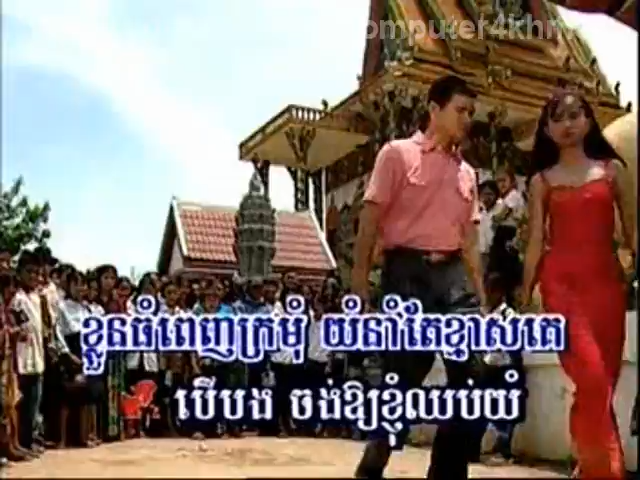 computer4khm
ខ្លួនធំពេញក្រមុំ យំនាំតែខ្មាសគេ
បើបង ចង់ឱ្យខ្ញុំឈប់យំ